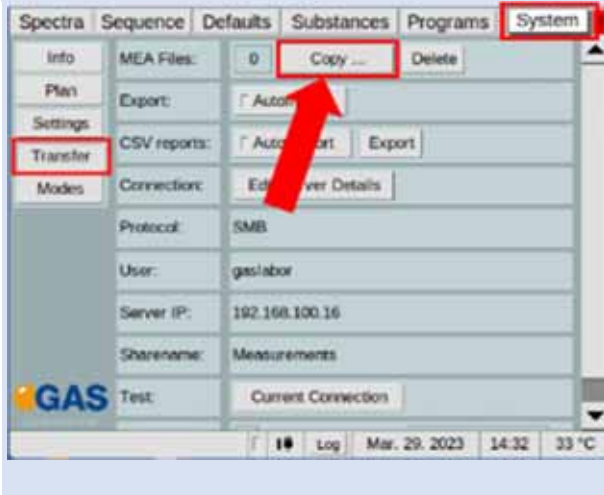 Spectra Sequence Defaults Substances Programs System
Info MEA Files: 0 Copy ... Delete
Plan Export:
Settings
CSV reports: Export
Transfer
Modes Connection:
Protocol: SMB
User: gaslabor
Server IP: 192.168.100.16
Sharename: Measurements
GAS Test: Current Connection
Log Mar. 29. 2023 14:32 33 °C